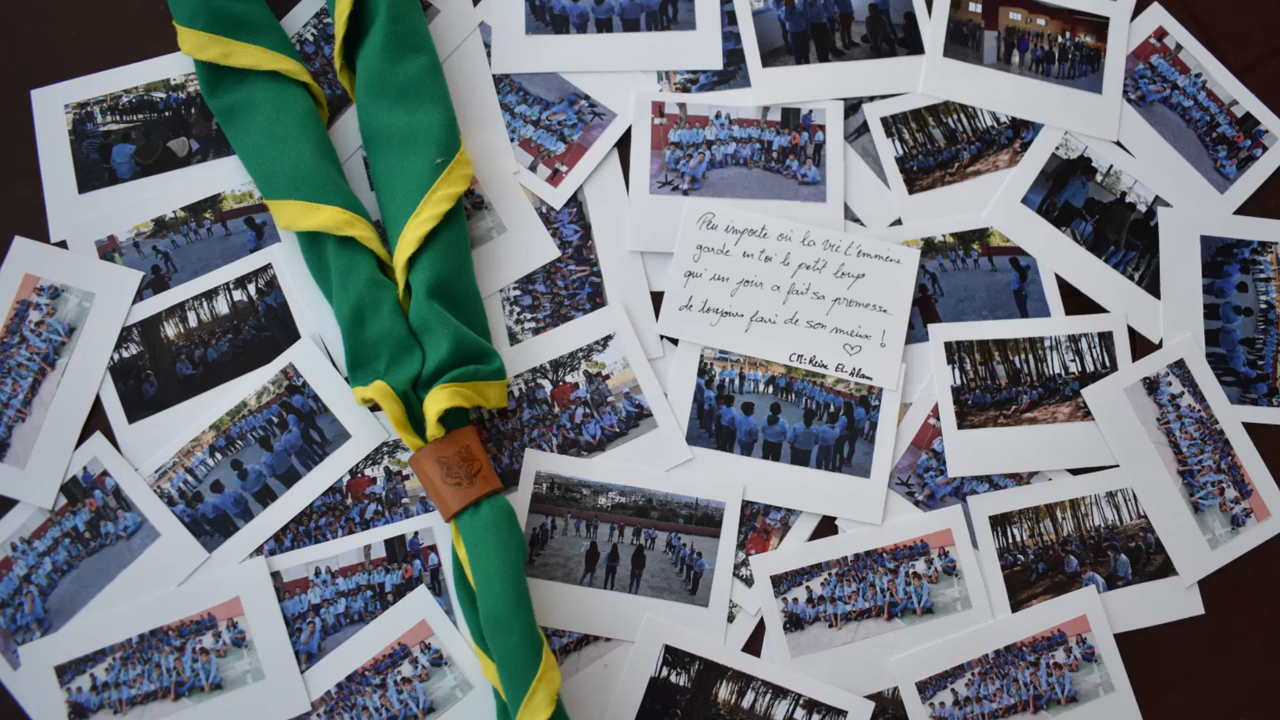 Peu importe où la vie t'emmène
garde en toi le petit loup
qui un jour a fait sa promesse
de toujours faire de son mieux !
CM: Reine EL Alam